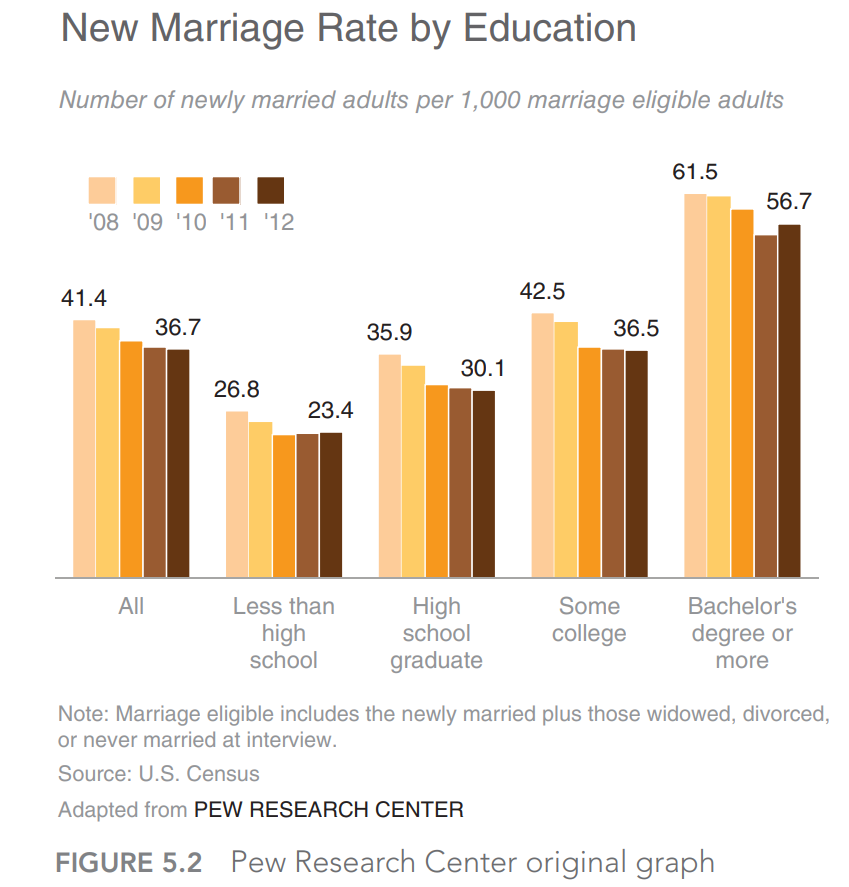 New Marriage Rate by Education
Number of newly married adults per 1,000 marriage eligible adults
'08 '09 '10 '11 '12
41.4
36.7
26.8
23.4
35.9
30.1
42.5
36.5
61.5
56.7
All
Less than
high
school
High
school
graduate
Some
college
Bachelor's
degree or
more
Note: Marriage eligible includes the newly married plus those widowed, divorced,
or never married at interview.
Source: U.S. Census
Adapted from PEW RESEARCH CENTER
FIGURE 5.2 Pew Research Center original graph